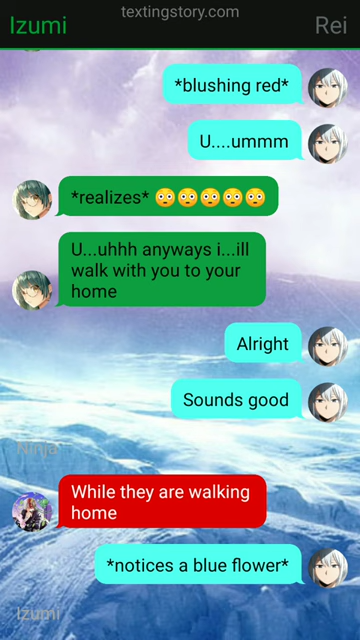 textingstory.com
Izumi
Rei
*blushing red*
U....ummm
*realizes* 😳😳😳😳😳
U...uhhh anyways i...ill
walk with you to your
home
Alright
Sounds good
Ninja
While they are walking
home
*notices a blue flower*
Izumi